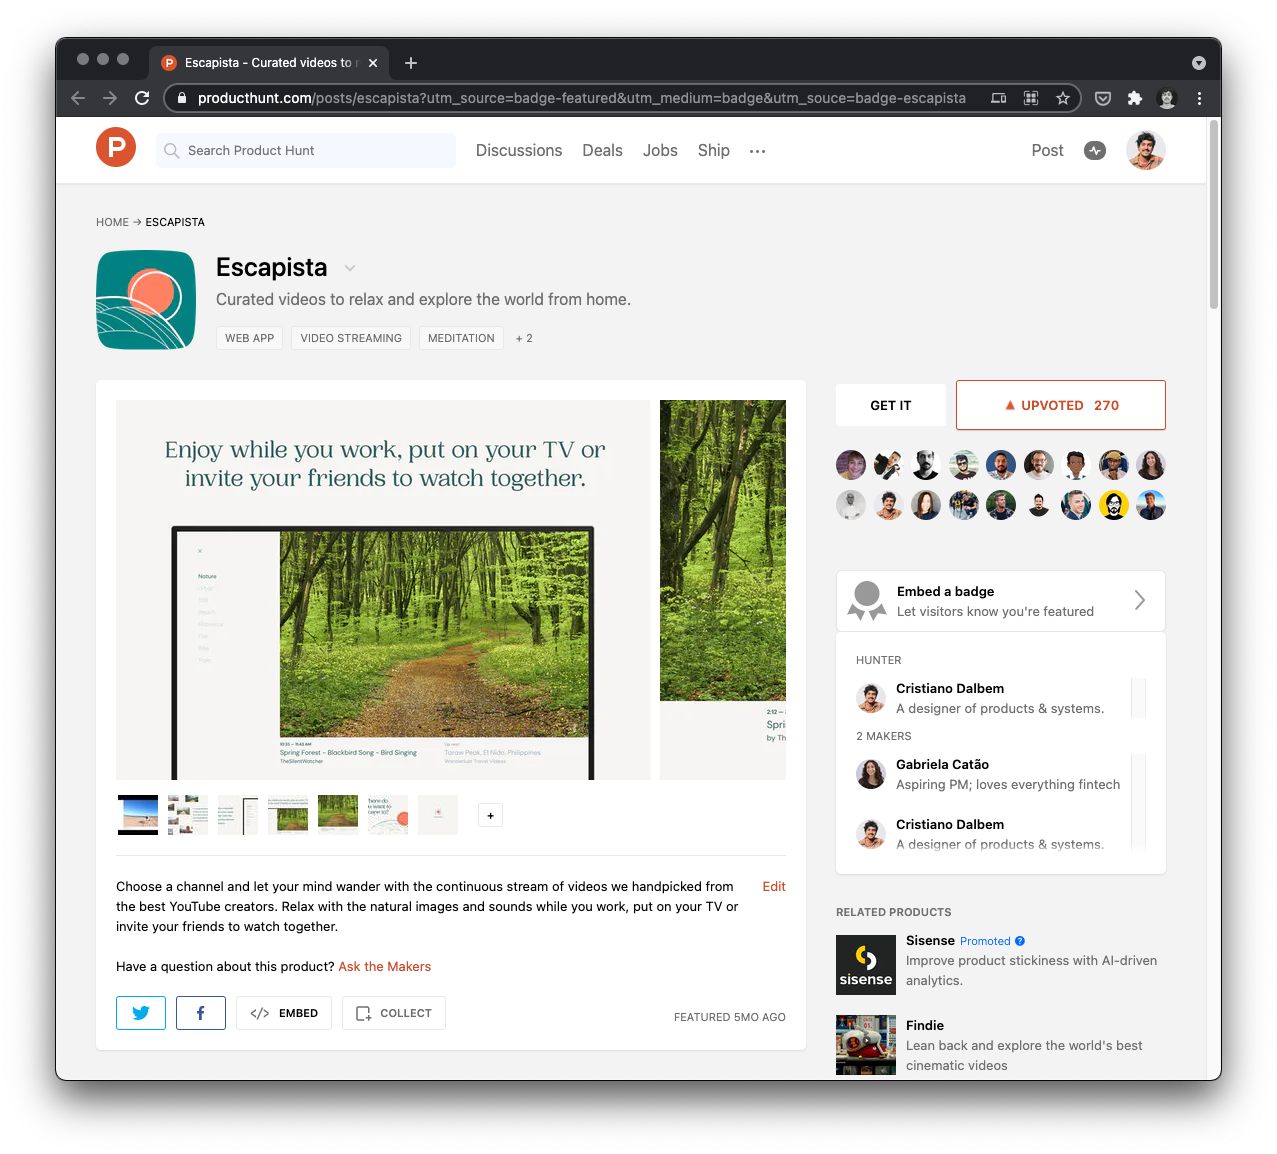 Escapista – Curated videos to r
producthunt.com/posts/escapista?utm_source=badge-featured&utm_medium=badge&utm_souce=badge-escapista
P
Search Product Hunt
Discussions
Deals
Jobs
Ship
Post
HOME → ESCAPISTA
Escapista
Curated videos to relax and explore the world from home.
WEB APP
VIDEO STREAMING
MEDITATION
+ 2
Enjoy while you work, put on your TV or
invite your friends to watch together.
Nature
Spring Forest - Blackbird Song - Bird Singing
TheSilentWatcher
Taraw Peak, El Nido, Philippines
Wanderlust Travel Videos
2:12 —
Spri
by Th
+
Choose a channel and let your mind wander with the continuous stream of videos we handpicked from
the best YouTube creators. Relax with the natural images and sounds while you work, put on your TV or
invite your friends to watch together.
Edit
Have a question about this product? Ask the Makers
EMBED
COLLECT
FEATURED 5MO AGO
GET IT
UPVOTED 270
Embed a badge
Let visitors know you're featured
HUNTER
Cristiano Dalbem
A designer of products & systems.
2 MAKERS
Gabriela Catão
Aspiring PM; loves everything fintech
Cristiano Dalbem
A designer of products & systems.
RELATED PRODUCTS
sisense
Sisense Promoted ?
Improve product stickiness with AI-driven
analytics.
Findie
Lean back and explore the world's best
cinematic videos